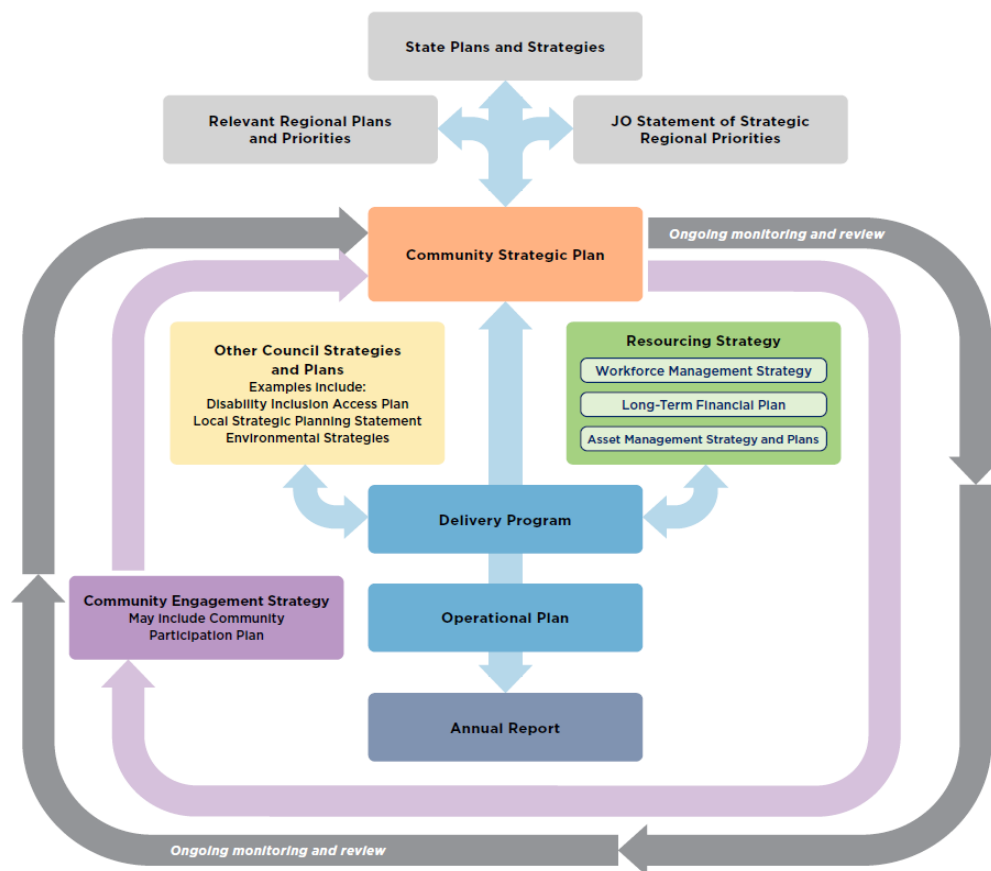 State Plans and Strategies
Relevant Regional Plans
and Priorities
JO Statement of Strategic
Regional Priorities
Ongoing monitoring and review
Community Strategic Plan
Other Council Strategies
and Plans
Examples include:
Disability Inclusion Access Plan
Local Strategic Planning Statement
Environmental Strategies
Resourcing Strategy
Workforce Management Strategy
Long-Term Financial Plan
Asset Management Strategy and Plans
Delivery Program
Community Engagement Strategy
May include Community
Participation Plan
Operational Plan
Annual Report
Ongoing monitoring and review